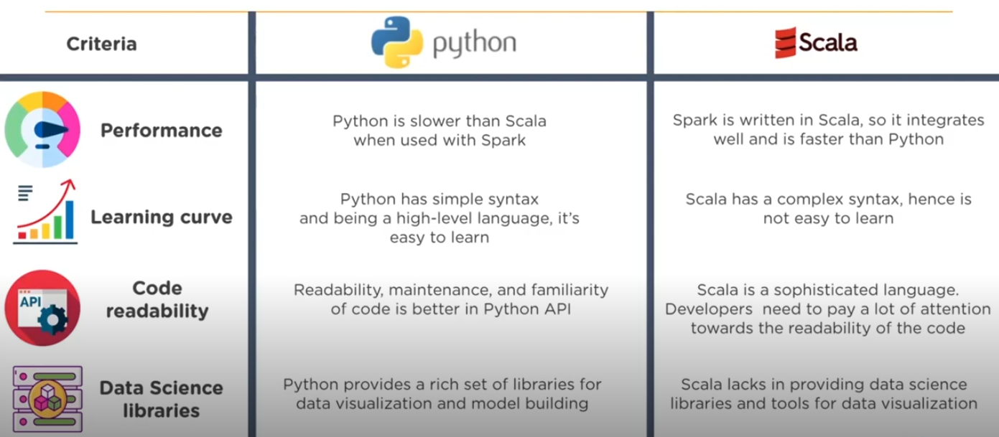 Criteria
python
Scala
Performance
Python is slower than Scala
when used with Spark
Spark is written in Scala, so it integrates
well and is faster than Python
Learning curve
Python has simple syntax
and being a high-level language, it's
easy to learn
Scala has a complex syntax, hence is
not easy to learn
API
Code
readability
Readability, maintenance, and familiarity
of code is better in Python API
Scala is a sophisticated language.
Developers need to pay a lot of attention
towards the readability of the code
Data Science
libraries
Python provides a rich set of libraries for
data visualization and model building
Scala lacks in providing data science
libraries and tools for data visualization